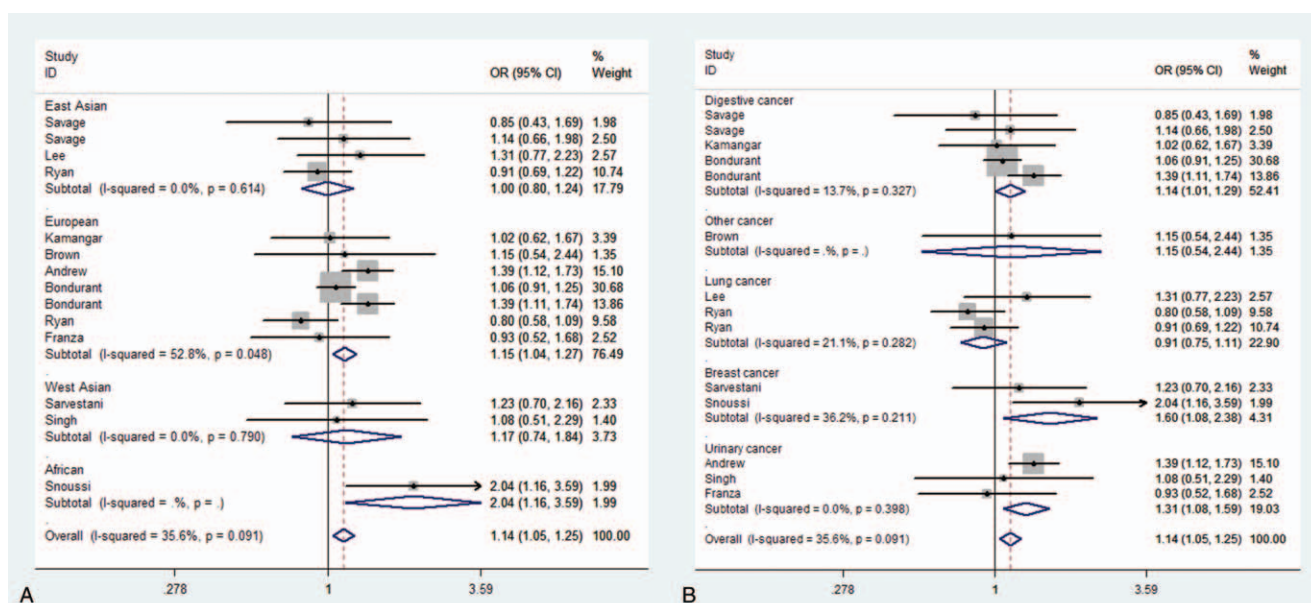 Study
%
ID
OR (95% CI)
Weight
East Asian
Savage
0.85 (0.43, 1.69)
1.98
Savage
1.14 (0.66, 1.98)
2.50
Lee
1.31 (0.77, 2.23)
2.57
Ryan
0.91 (0.69, 1.22)
10.74
Subtotal (I-squared = 0.0%, p = 0.614)
1.00 (0.80, 1.24)
17.79
.
European
Kamangar
1.02 (0.62, 1.67)
3.39
Brown
1.15 (0.54, 2.44)
1.35
Andrew
1.39 (1.12, 1.73)
15.10
Bondurant
1.06 (0.91, 1.25)
30.68
Bondurant
1.39 (1.11, 1.74)
13.86
Ryan
0.80 (0.58, 1.09)
9.58
Franza
0.93 (0.52, 1.68)
2.52
Subtotal (I-squared = 52.8%, p = 0.048)
1.15 (1.04, 1.27)
76.49
.
West Asian
Sarvestani
1.23 (0.70, 2.16)
2.33
Singh
1.08 (0.51, 2.29)
1.40
Subtotal (I-squared = 0.0%, p = 0.790)
1.17 (0.74, 1.84)
3.73
.
African
Snoussi
2.04 (1.16, 3.59)
1.99
Subtotal (I-squared = .%, p = .)
2.04 (1.16, 3.59)
1.99
.
Overall (I-squared = 35.6%, p = 0.091)
1.14 (1.05, 1.25)
100.00
.278
1
3.59
A
Study
%
ID
OR (95% CI)
Weight
Digestive cancer
Savage
0.85 (0.43, 1.69)
1.98
Savage
1.14 (0.66, 1.98)
2.50
Kamangar
1.02 (0.62, 1.67)
3.39
Bondurant
1.06 (0.91, 1.25)
30.68
Bondurant
1.39 (1.11, 1.74)
13.86
Subtotal (I-squared = 13.7%, p = 0.327)
1.14 (1.01, 1.29)
52.41
.
Other cancer
Brown
1.15 (0.54, 2.44)
1.35
Subtotal (I-squared = .%, p = .)
1.15 (0.54, 2.44)
1.35
.
Lung cancer
Lee
1.31 (0.77, 2.23)
2.57
Ryan
0.80 (0.58, 1.09)
9.58
Ryan
0.91 (0.69, 1.22)
10.74
Subtotal (I-squared = 21.1%, p = 0.282)
0.91 (0.75, 1.11)
22.90
.
Breast cancer
Sarvestani
1.23 (0.70, 2.16)
2.33
Snoussi
2.04 (1.16, 3.59)
1.99
Subtotal (I-squared = 36.2%, p = 0.211)
1.60 (1.08, 2.38)
4.31
.
Urinary cancer
Andrew
1.39 (1.12, 1.73)
15.10
Singh
1.08 (0.51, 2.29)
1.40
Franza
0.93 (0.52, 1.68)
2.52
Subtotal (I-squared = 0.0%, p = 0.398)
1.31 (1.08, 1.59)
19.03
.
Overall (I-squared = 35.6%, p = 0.091)
1.14 (1.05, 1.25)
100.00
.278
1
3.59
B